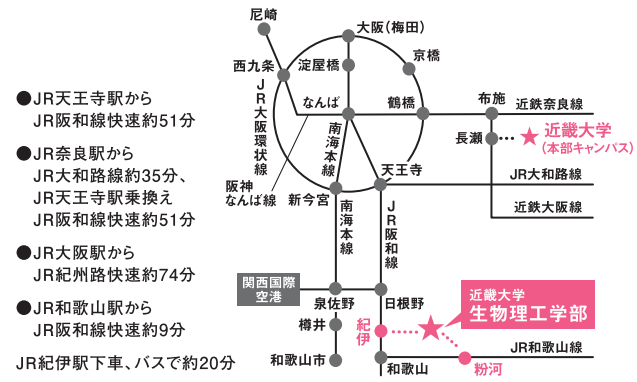 ●JR天王寺駅から
JR阪和線快速約51分
●JR奈良駅から
JR大和路線約35分、
JR天王寺駅乗換え
JR阪和線快速約51分
●JR大阪駅から
JR紀州路快速約74分
●JR和歌山駅から
JR阪和線快速約9分
JR紀伊駅下車、バスで約20分
尼崎
大阪(梅田)
京橋
西九条
淀屋橋
JR大阪環状線
なんば
鶴橋
布施
近鉄奈良線
長瀬
近畿大学
(本部キャンパス)
南海本線
阪神
なんば線
天王寺
JR大和路線
新今宮
近鉄大阪線
南海本線
JR阪和線
関西国際
空港
泉佐野
日根野
近畿大学
生物理工学部
紀伊
樽井
和歌山市
和歌山
JR和歌山線
粉河